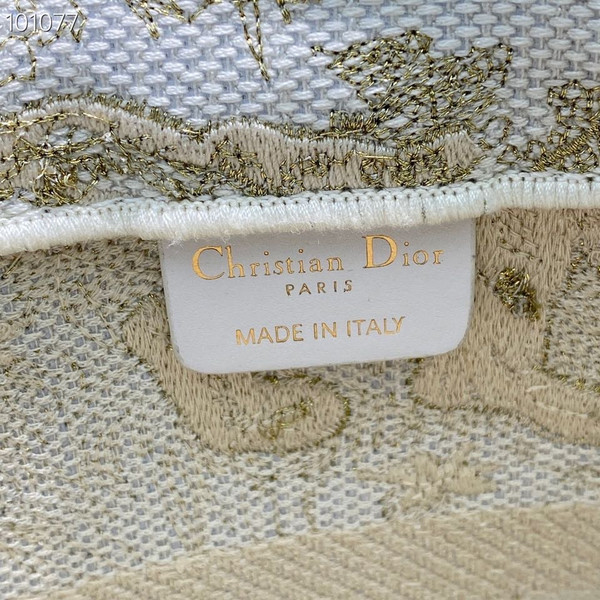 101077
Christian Dior
PARIS
MADE IN ITALY